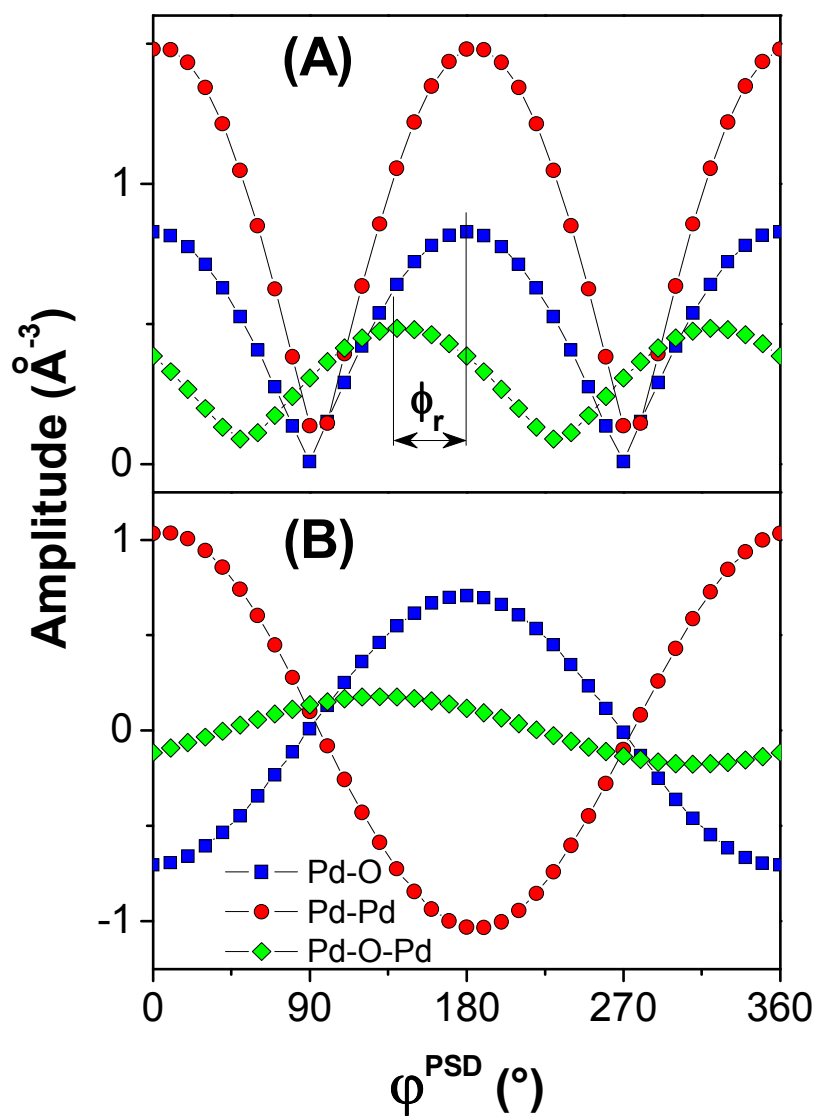 (A)
1
0
ϕr
Amplitude (Å-3)
(B)
1
0
-1
Pd-O
Pd-Pd
Pd-O-Pd
0 90 180 270 360
φPSD (°)